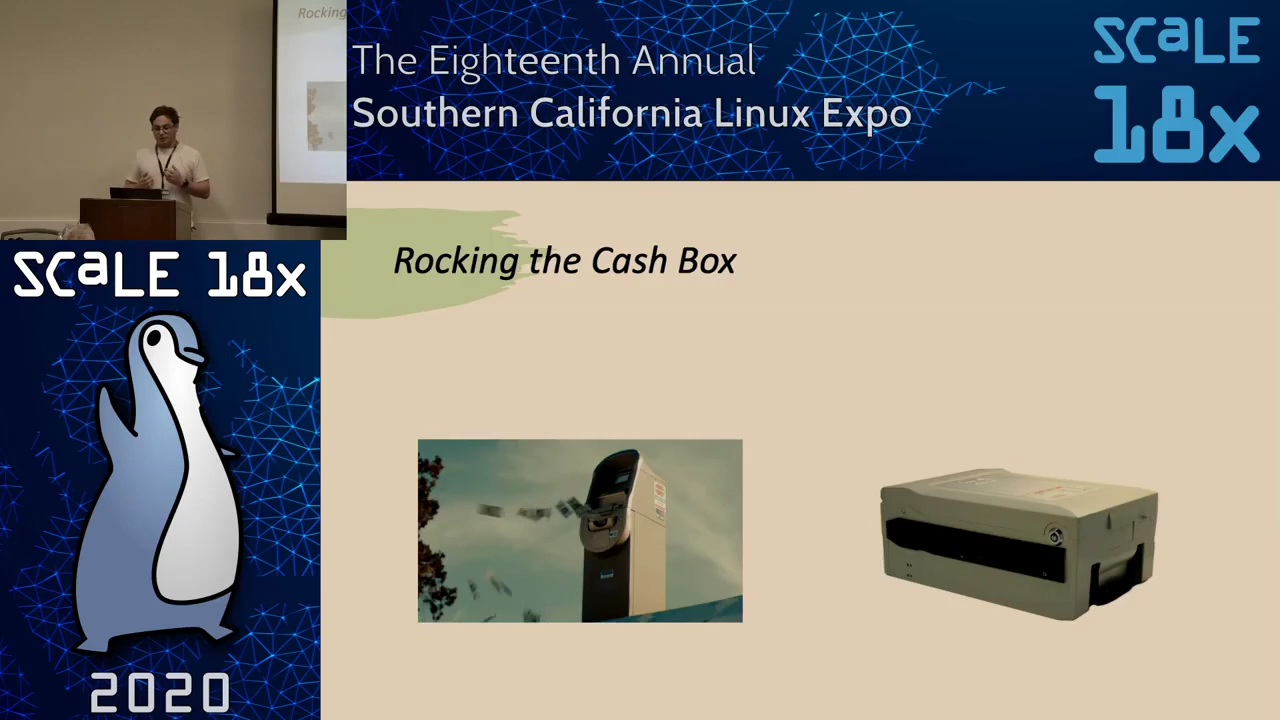 Rocking
The Eighteenth Annual
Southern California Linux Expo
SCaLE
18x
SCaLE 18x
Rocking the Cash Box
2020